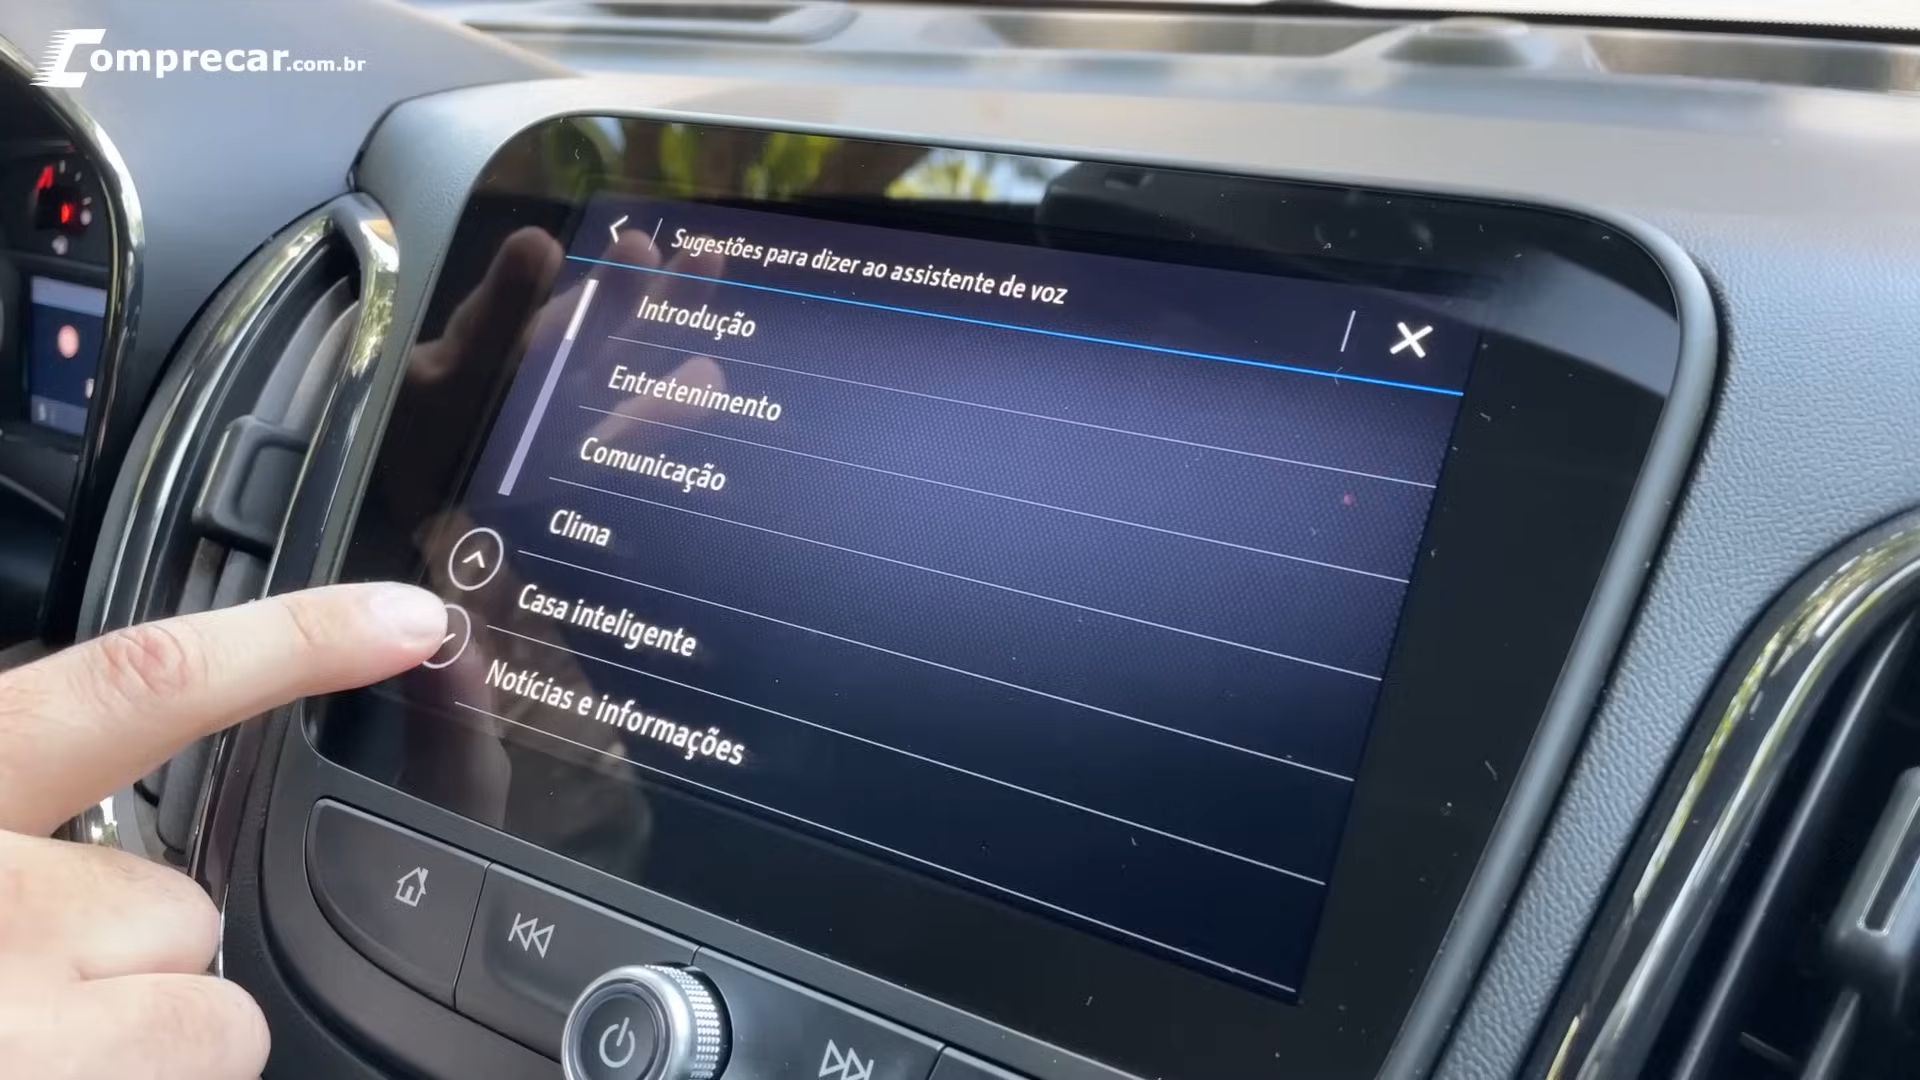 Comprecar.com.br
Sugestões para dizer ao assistente de voz
Introdução
Entretenimento
Comunicação
Clima
Casa inteligente
Notícias e informações